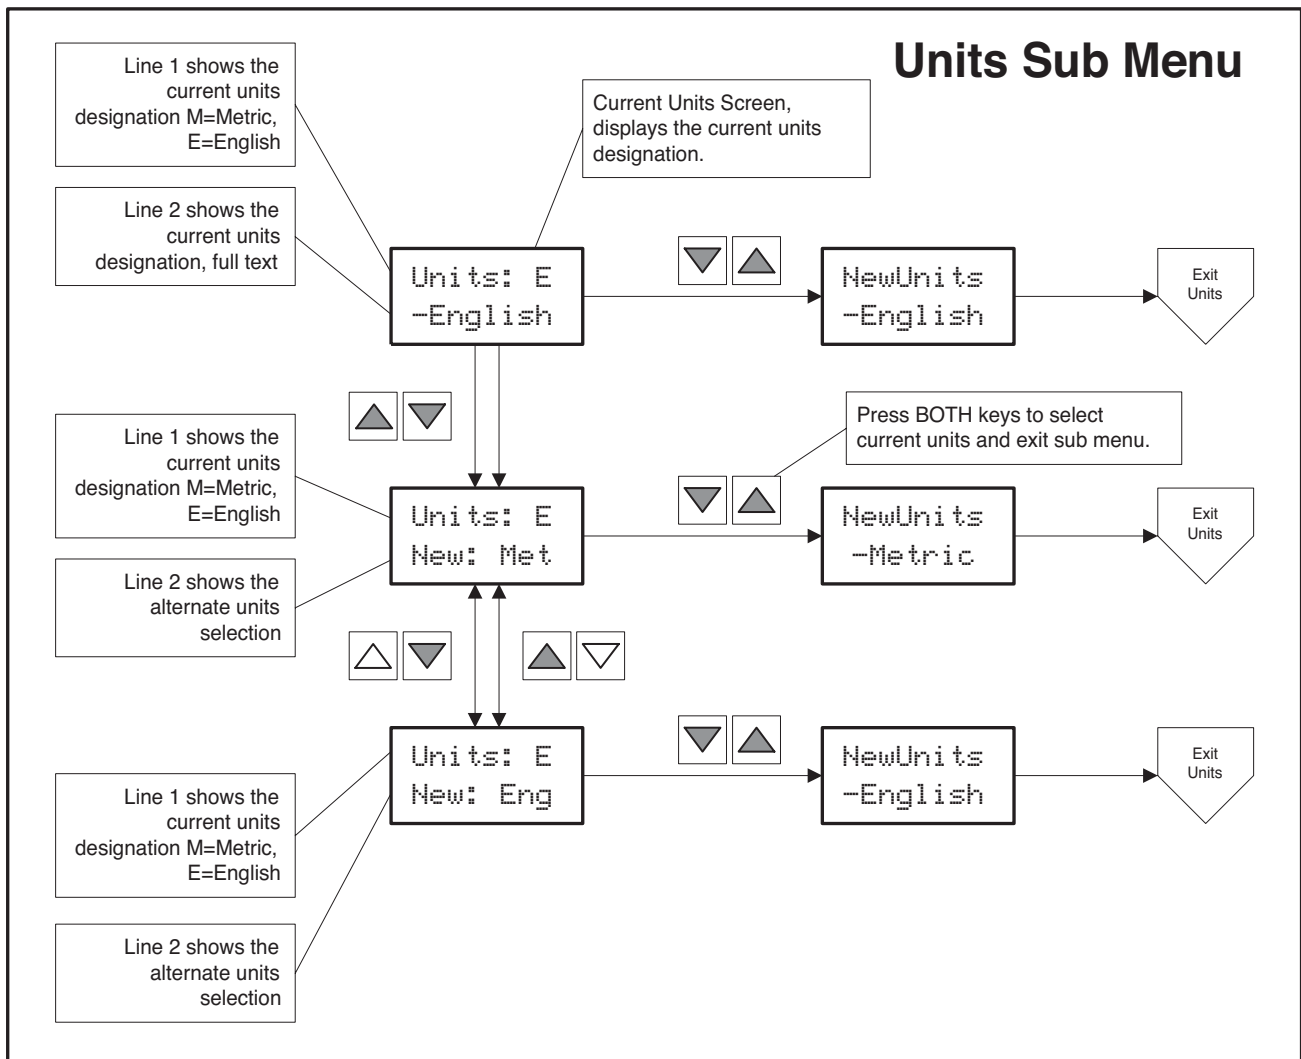 Units Sub Menu
Line 1 shows the
current units
designation M=Metric,
E=English
Current Units Screen,
displays the current units
designation.
Line 2 shows the
current units
designation, full text
Units: E
-English
NewUnits
-English
Exit
Units
Line 1 shows the
current units
designation M=Metric,
E=English
Press BOTH keys to select
current units and exit sub menu.
Units: E
New: Met
NewUnits
-Metric
Exit
Units
Line 2 shows the
alternate units
selection
Units: E
New: Eng
NewUnits
-English
Exit
Units
Line 1 shows the
current units
designation M=Metric,
E=English
Line 2 shows the
alternate units
selection